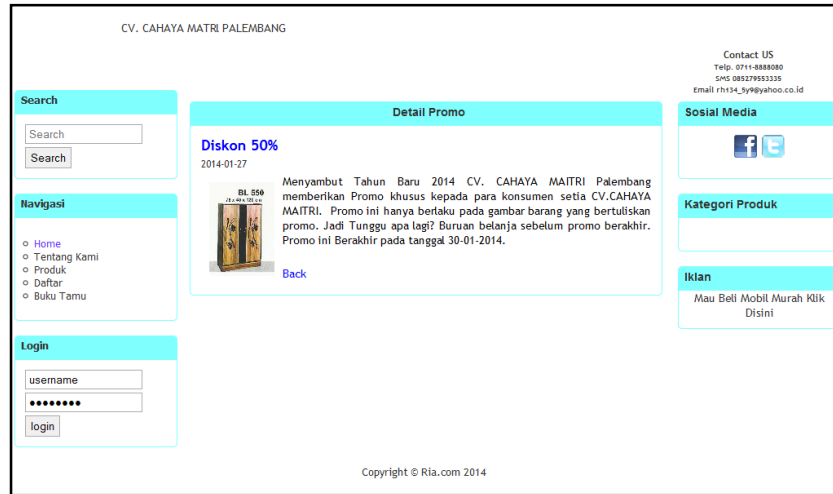 CV. CAHAYA MATRI PALEMBANG
Contact US
Telp. 0711-8888080
SMS 085279553335
Email rh134_5y9@yahoo.co.id
Search
Search
Search
Navigasi
Home
Tentang Kami
Produk
Daftar
Buku Tamu
Login
username
login
Detail Promo
Diskon 50%
2014-01-27
BL 550
Menyambut Tahun Baru 2014 CV. CAHAYA MAITRI Palembang
memberikan Promo khusus kepada para konsumen setia CV.CAHAYA
MAITRI. Promo ini hanya berlaku pada gambar barang yang bertuliskan
promo. Jadi Tunggu apa lagi? Buruan belanja sebelum promo berakhir.
Promo ini Berakhir pada tanggal 30-01-2014.
Back
Sosial Media
Kategori Produk
Iklan
Mau Beli Mobil Murah Klik
Disini
Copyright © Ria.com 2014